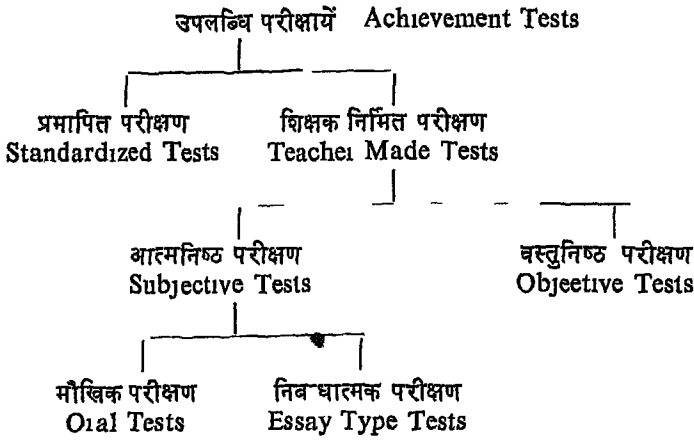 उपलब्धि परीक्षायें Achievement Tests
प्रमापित परीक्षण शिक्षक निर्मित परीक्षण
Standardized Tests Teacher Made Tests
आत्मनिष्ठ परीक्षण वस्तुनिष्ठ परीक्षण
Subjective Tests Objeetive Tests
मौखिक परीक्षण निब धात्मक परीक्षण
Oral Tests Essay Type Tests